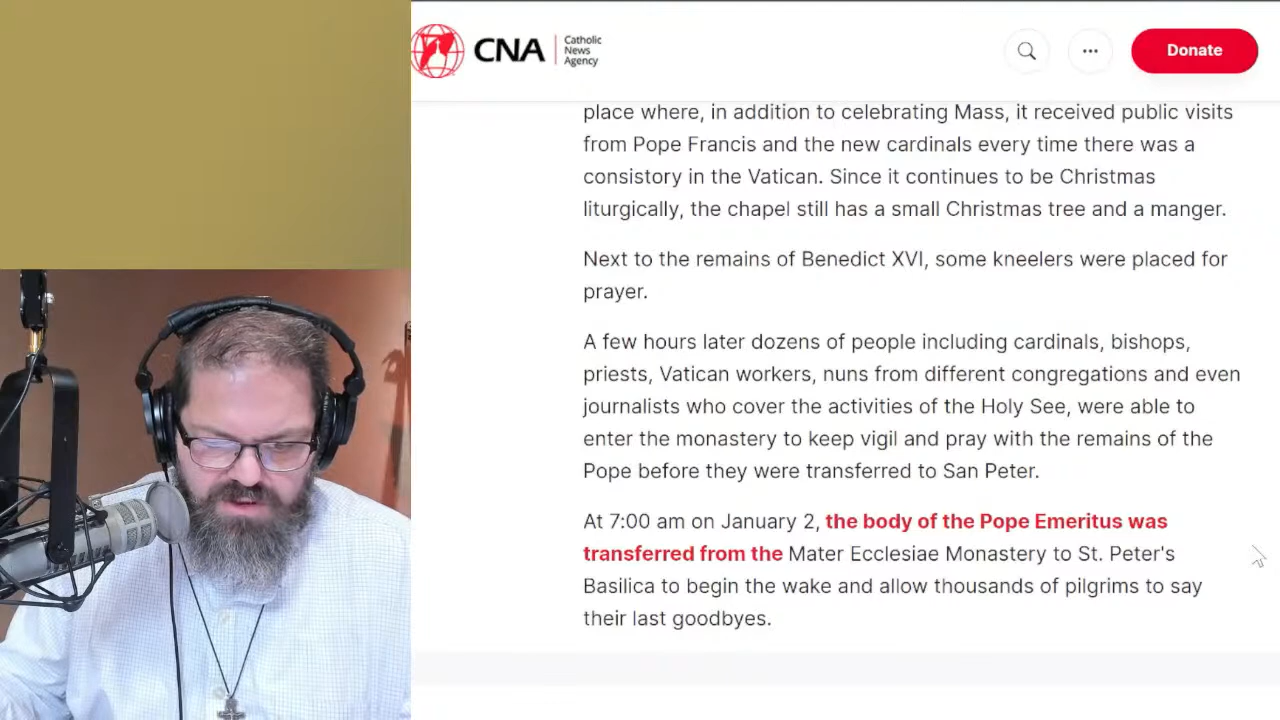 CNA
Catholic
News
Agency
Donate
place where, in addition to celebrating Mass, it received public visits
from Pope Francis and the new cardinals every time there was a
consistory in the Vatican. Since it continues to be Christmas
liturgically, the chapel still has a small Christmas tree and a manger.
Next to the remains of Benedict XVI, some kneelers were placed for
prayer.
A few hours later dozens of people including cardinals, bishops,
priests, Vatican workers, nuns from different congregations and even
journalists who cover the activities of the Holy See, were able to
enter the monastery to keep vigil and pray with the remains of the
Pope before they were transferred to San Peter.
At 7:00 am on January 2, the body of the Pope Emeritus was
transferred from the Mater Ecclesiae Monastery to St. Peter's
Basilica to begin the wake and allow thousands of pilgrims to say
their last goodbyes.